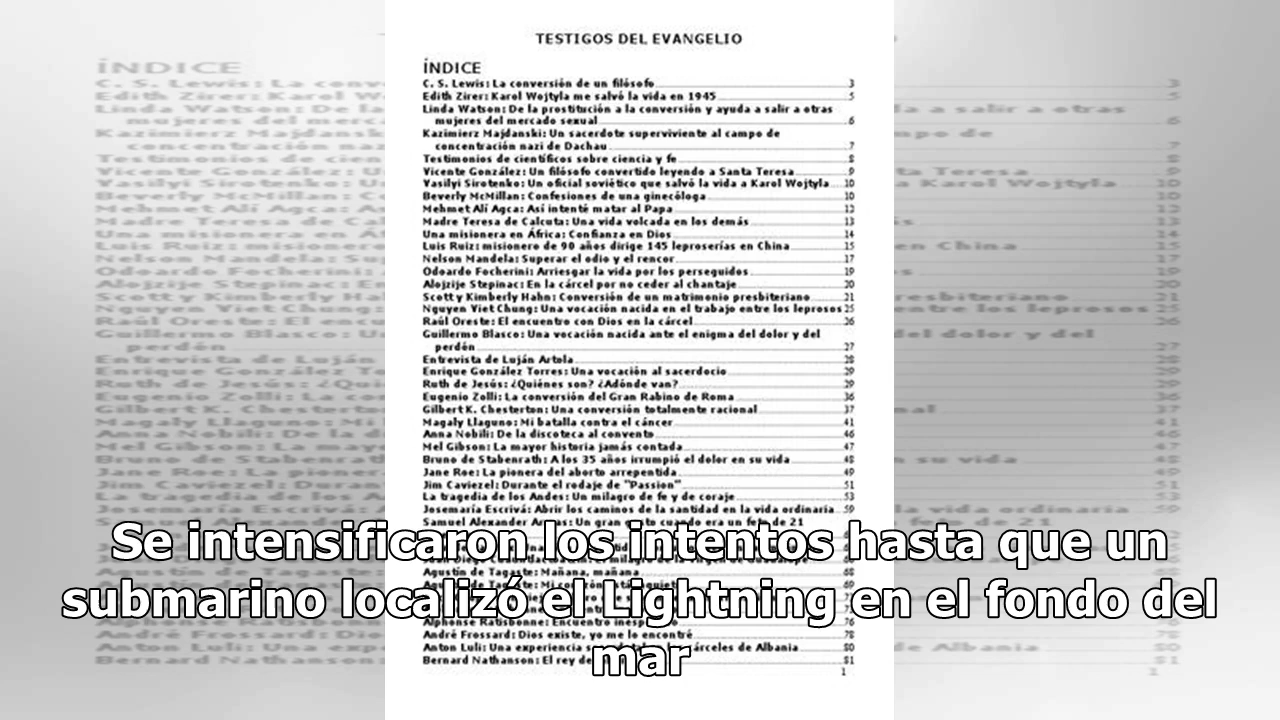 TESTIGOS DEL EVANGELIO
ÍNDICE
C. S. Lewis: La conversión de un filósofo 3
Edith Zirer: Karol Wojtyla me salvó la vida en 1945 5
Linda Watson: De la prostitución a la conversión y ayuda a salir a otras
mujeres del mercado sexual 6
Kazimierz Majdanski: Un sacerdote superviviente al campo de
concentración nazi de Dachau 7
Testimonios de científicos sobre ciencia y fe 8
Vicente González: Un filósofo convertido leyendo a Santa Teresa 9
Vasilyi Sirotenko: Un oficial soviético que salvó la vida a Karol Wojtyla 10
Beverly McMillan: Confesiones de una ginecóloga 10
Mehmet Alí Agca: Así intenté matar al Papa 12
Madre Teresa de Calcuta: Una vida volcada en los demás 13
Una misionera en África: Confianza en Dios 14
Luis Ruiz: misionero de 90 años dirige 145 leproserías en China 15
Nelson Mandela: Superar el odio y el rencor 17
Odoardo Focherini: Arriesgar la vida por los perseguidos 19
Alojzije Stepinac: En la cárcel por no ceder al chantaje 20
Scott y Kimberly Hahn: Conversión de un matrimonio presbiteriano 21
Nguyen Viet Chung: Una vocación nacida en el trabajo entre los leprosos 25
Raúl Oreste: El encuentro con Dios en la cárcel 26
Guillermo Blasco: Una vocación nacida ante el enigma del dolor y del
perdón 27
Entrevista de Luján Artola 28
Enrique González Torres: Una vocación al sacerdocio 29
Ruth de Jesús: ¿Quiénes son? ¿Adónde van? 29
Eugenio Zolli: La conversión del Gran Rabino de Roma 36
Gilbert K. Chesterton: Una conversión totalmente racional 37
Magaly Llaguno: Mi batalla contra el cáncer 41
Anna Nobili: De la discoteca al convento 46
Mel Gibson: La mayor historia jamás contada 47
Bruno de Stabenrath: A los 35 años irrumpió el dolor en su vida 48
Jane Roe: La pionera del aborto arrepentida 49
Jim Caviezel: Durante el rodaje de "Passion" 51
La tragedia de los Andes: Un milagro de fe y de coraje 53
Josemaría Escrivá: Abrir los caminos de la santidad en la vida ordinaria 59
Samuel Alexander Armas: Un gran gesto cuando era un feto de 21
Se intensificaron los intentos hasta que un
submarino localizó el Lightning en el fondo del
mar
Agustín de Tagaste: Mañana, mañana 68
Alphonse Ratisbonne: Encuentro 76
André Frossard: Dios existe, yo me lo encontré 78
Anton Luli: Una cárceles de Albania 80
Bernard Nathanson: El rey 81
1